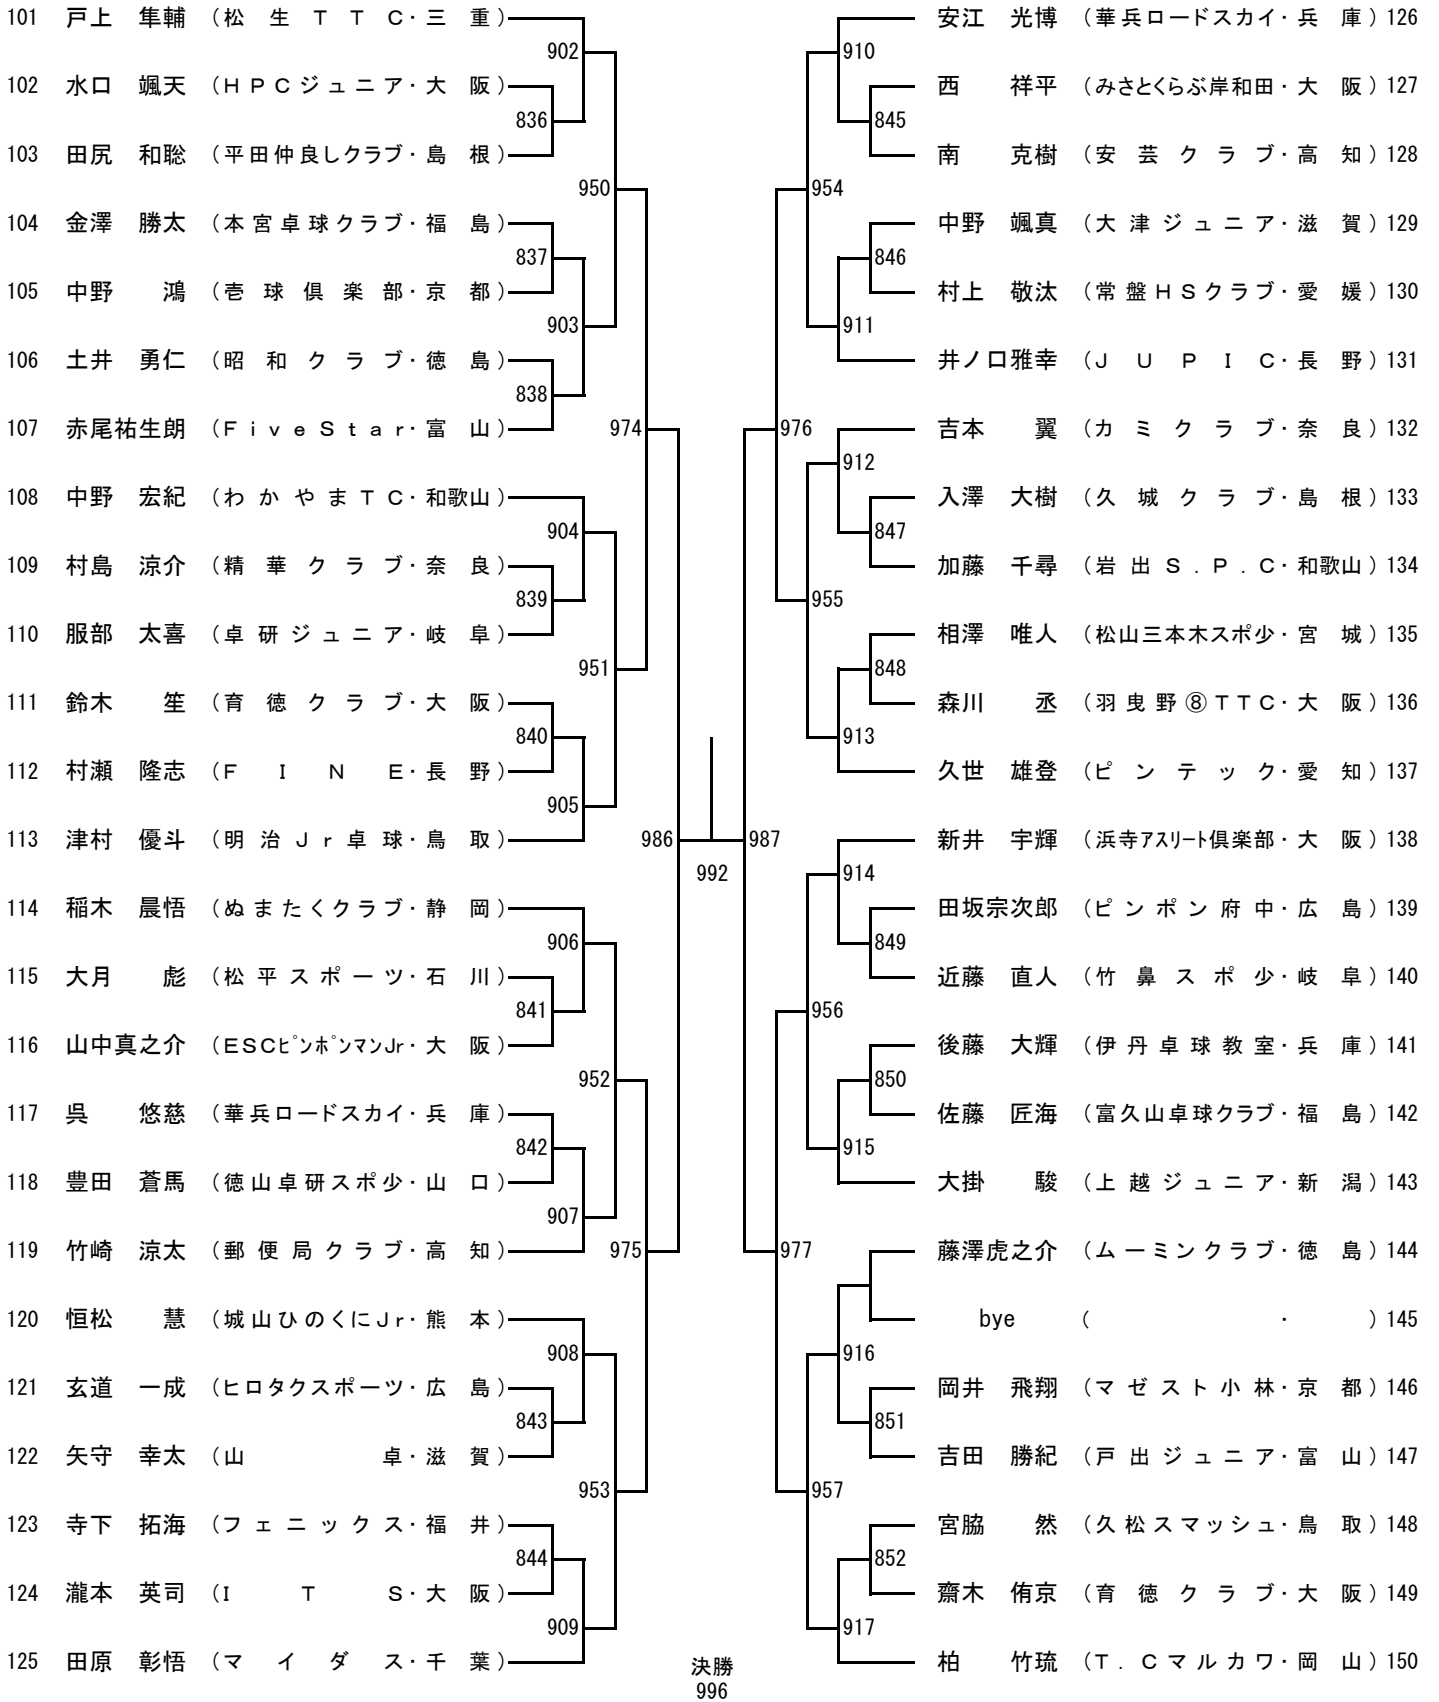 101 戸上 隼輔 (松生TTC・三重)
902
102 水口 颯天 (HPCジュニア・大阪)
836
103 田尻 和聡 (平田仲良しクラブ・島根)
950
104 金澤 勝太 (本宮卓球クラブ・福島)
837
105 中野 鴻 (壱球倶楽部・京都)
903
106 土井 勇仁 (昭和クラブ・徳島)
838
107 赤尾祐生朗 (FiveStar・富山)
974
108 中野 宏紀 (わかやまTC・和歌山)
904
109 村島 涼介 (精華クラブ・奈良)
839
110 服部 太喜 (卓研ジュニア・岐阜)
951
111 鈴木 笙 (育徳クラブ・大阪)
840
112 村瀬 隆志 (FINE・長野)
905
113 津村 優斗 (明治Jr卓球・鳥取)
986
114 稲木 晨悟 (ぬまたくクラブ・静岡)
906
115 大月 彪 (松平スポーツ・石川)
841
116 山中真之介 (ESCピンポンマンJr・大阪)
952
117 呉 悠慈 (華兵ロードスカイ・兵庫)
842
118 豊田 蒼馬 (徳山卓研スポ少・山口)
907
119 竹崎 涼太 (郵便局クラブ・高知)
975
120 恒松 慧 (城山ひのくにJr・熊本)
908
121 玄道 一成 (ヒロタクスポーツ・広島)
843
122 矢守 幸太 (山卓・滋賀)
953
123 寺下 拓海 (フェニックス・福井)
844
124 瀧本 英司 (ITS・大阪)
909
125 田原 彰悟 (マイダス・千葉)
992
決勝
996
安江 光博 (華兵ロードスカイ・兵庫) 126
910
西 祥平 (みさとくらぶ岸和田・大阪) 127
845
南 克樹 (安芸クラブ・高知) 128
954
中野 颯真 (大津ジュニア・滋賀) 129
846
村上 敬汰 (常盤HSクラブ・愛媛) 130
911
井ノ口雅幸 (JUPIC・長野) 131
976
吉本 翼 (カミクラブ・奈良) 132
912
入澤 大樹 (久城クラブ・島根) 133
847
加藤 千尋 (岩出S.P.C・和歌山) 134
955
相澤 唯人 (松山三本木スポ少・宮城) 135
848
森川 丞 (羽曳野⑧TTC・大阪) 136
913
久世 雄登 (ピンテック・愛知) 137
987
新井 宇輝 (浜寺アスリート倶楽部・大阪) 138
914
田坂宗次郎 (ピンポン府中・広島) 139
849
近藤 直人 (竹鼻スポ少・岐阜) 140
956
後藤 大輝 (伊丹卓球教室・兵庫) 141
850
佐藤 匠海 (富久山卓球クラブ・福島) 142
915
大掛 駿 (上越ジュニア・新潟) 143
977
藤澤虎之介 (ムーミンクラブ・徳島) 144
bye ( ・ ) 145
916
岡井 飛翔 (マゼスト小林・京都) 146
851
吉田 勝紀 (戸出ジュニア・富山) 147
957
宮脇 然 (久松スマッシュ・鳥取) 148
852
齋木 侑京 (育徳クラブ・大阪) 149
917
柏 竹琉 (T.Cマルカワ・岡山) 150